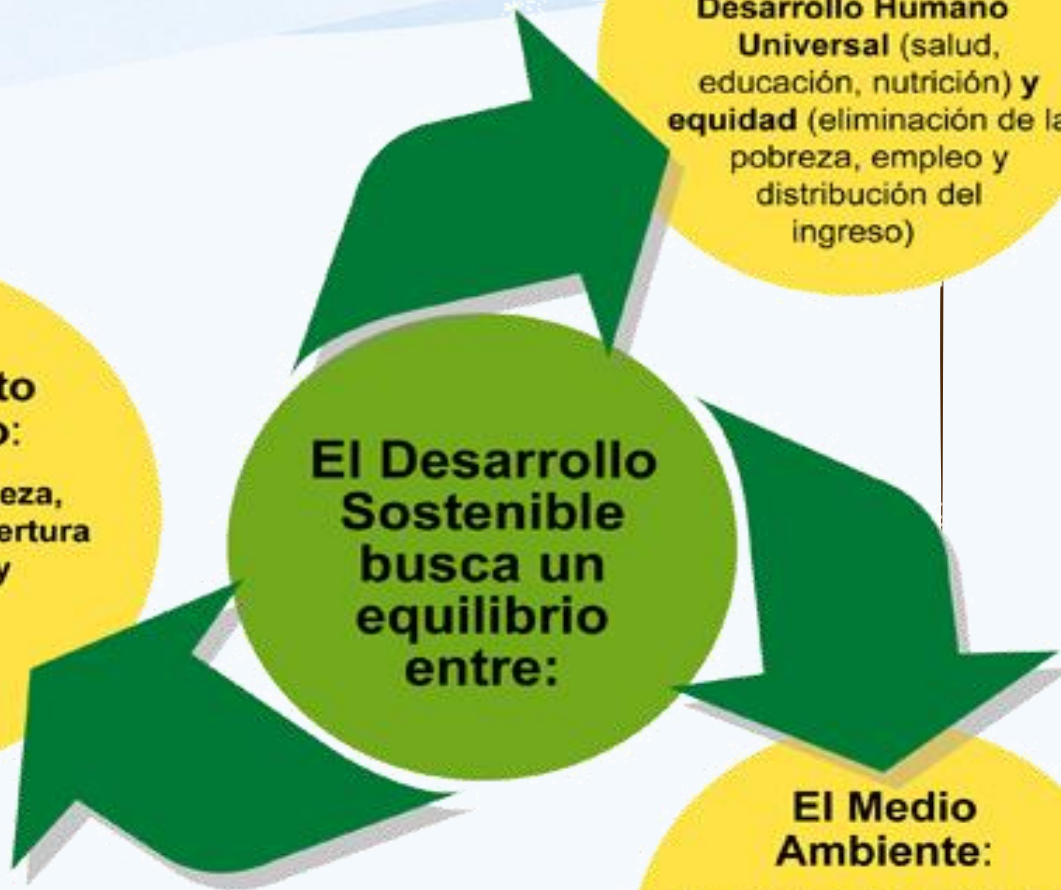 Desarrollo Humano
Universal (salud,
educación, nutrición) y
equidad (eliminación de la
pobreza, empleo y
distribución del
ingreso)
El Desarrollo
Sostenible
busca un
equilibrio
entre:
to
o:
eza,
ertura
y
El Medio
Ambiente: